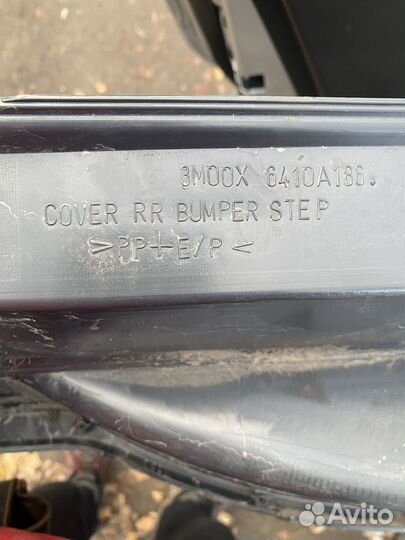 3M00X 6410A186
COVER RR BUMPER STEP
>PP+E/P<
Avito